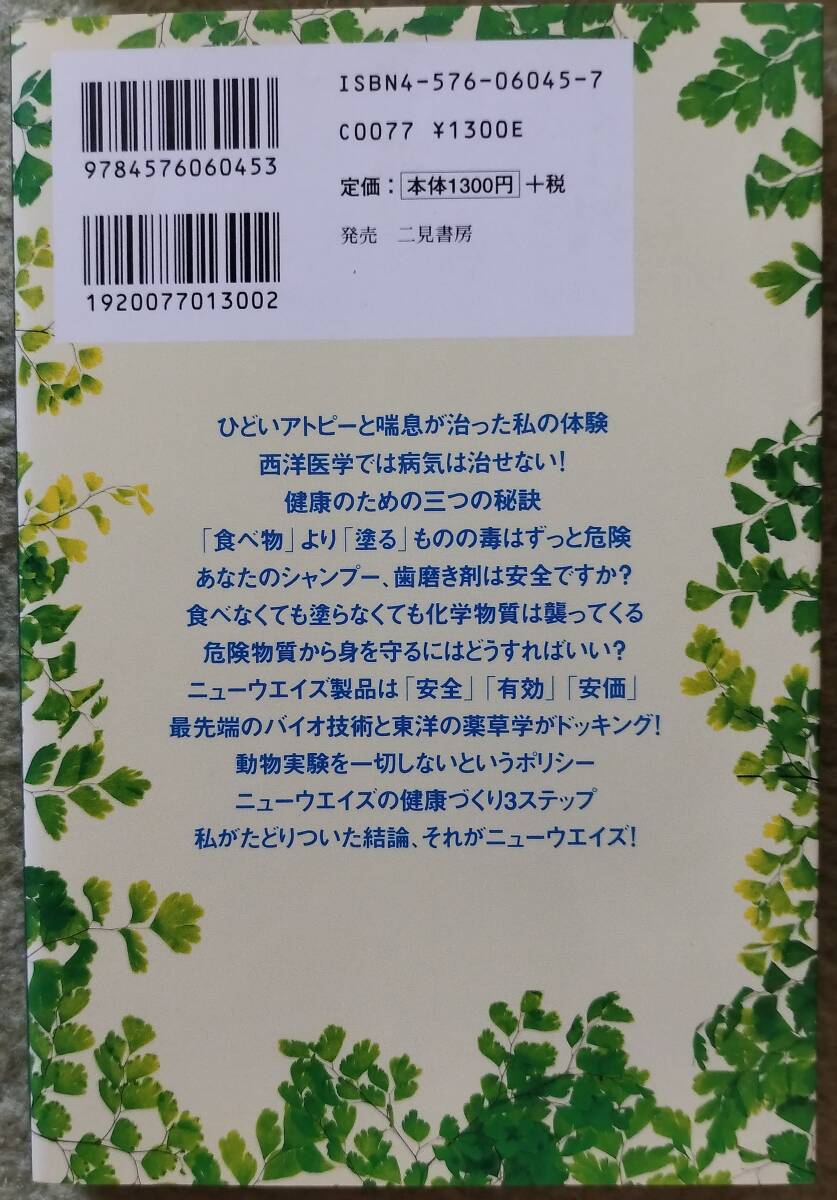 ISBN4-576-06045-7
C0077 ¥1300E
9784576060453
定価：本体1300円+税
発売 二見書房
1920077013002
ひどいアトピーと喘息が治った私の体験
西洋医学では病気は治せない！
健康のための三つの秘訣
「食べ物」より「塗る」ものの毒はずっと危険
あなたのシャンプー、歯磨き剤は安全ですか？
食べなくても塗らなくても化学物質は襲ってくる
危険物質から身を守るにはどうすればいい？
ニューウエイズ製品は「安全」「有効」「安価」
最先端のバイオ技術と東洋の薬草学がドッキング！
動物実験を一切しないというポリシー
ニューウエイズの健康づくり3ステップ
私がたどりついた結論、それがニューウエイズ！